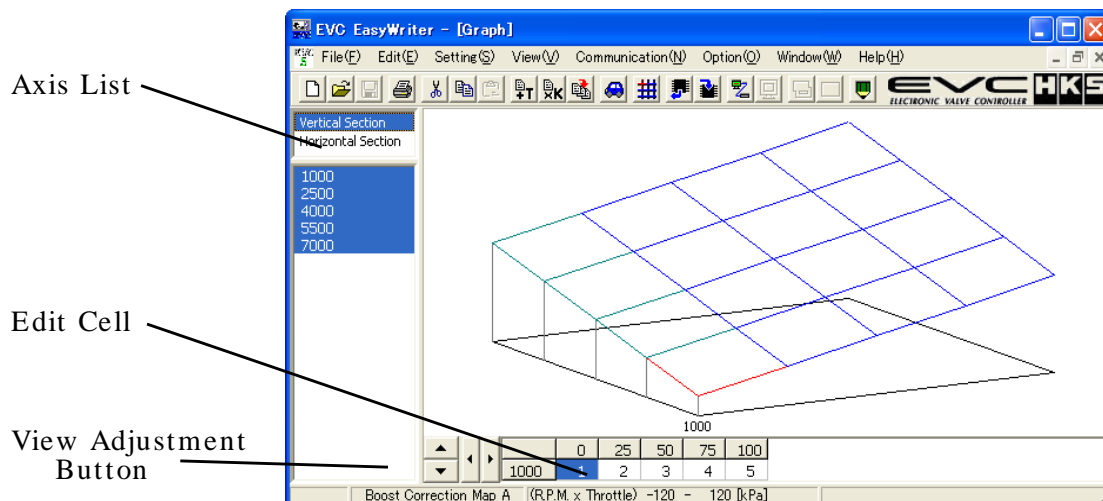 EVC EasyWriter - [Graph]
File(F) Edit(E) Setting(S) View(V) Communication(N) Option(O) Window(W) Help(H)
EVC HKS
ELECTRONIC VALVE CONTROLLER
Axis List
Vertical Section
Horizontal Section
1000
2500
4000
5500
7000
Edit Cell
1000
View Adjustment
Button
0 25 50 75 100
1000 1 2 3 4 5
Boost Correction Map A (R.P.M. x Throttle) -120 - 120 [kPa]